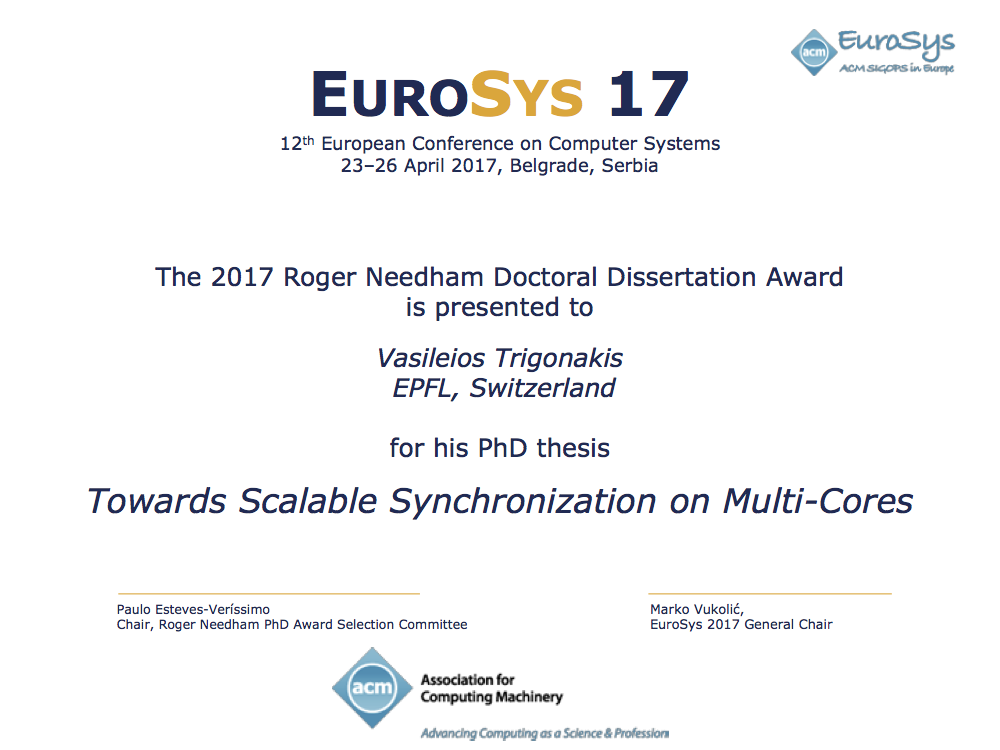 acm EuroSys
ACM SIGOPS in Europe
EUROSYS 17
12th European Conference on Computer Systems
23–26 April 2017, Belgrade, Serbia
The 2017 Roger Needham Doctoral Dissertation Award
is presented to
Vasileios Trigonakis
EPFL, Switzerland
for his PhD thesis
Towards Scalable Synchronization on Multi-Cores
Paulo Esteves-Veríssimo
Chair, Roger Needham PhD Award Selection Committee
Marko Vukolić,
EuroSys 2017 General Chair
acm
Association for
Computing Machinery
Advancing Computing as a Science & Profession